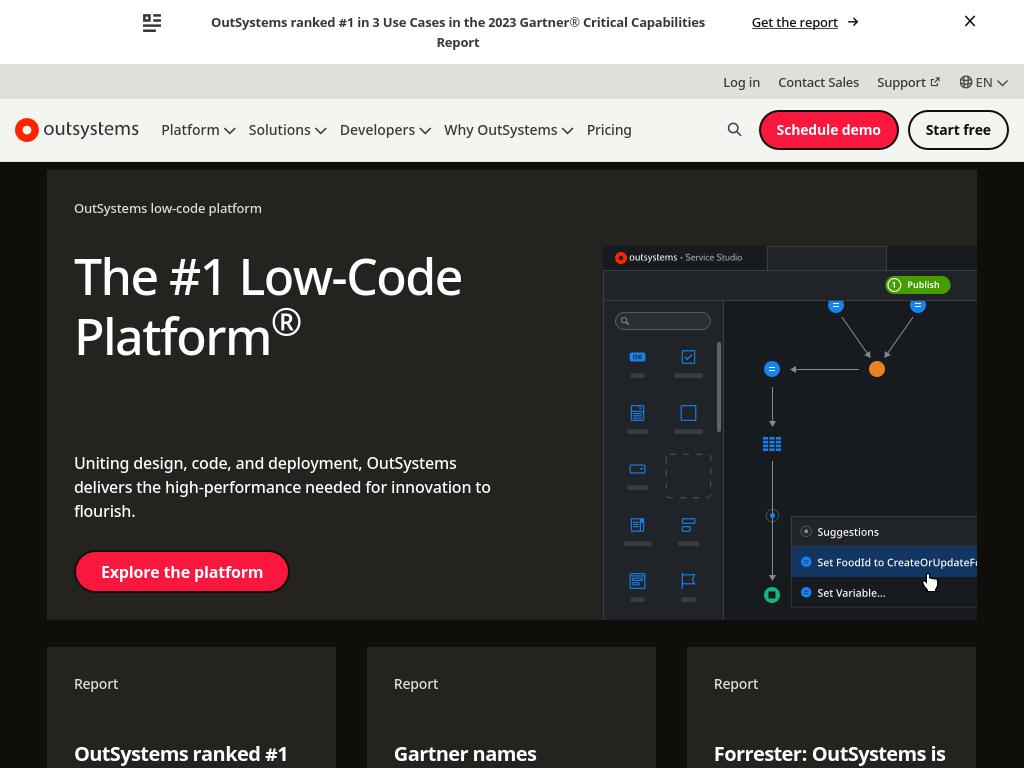 OutSystems ranked #1 in 3 Use Cases in the 2023 Gartner® Critical Capabilities
Report
Get the report
Log in
Contact Sales
Support
EN
outsystems
Platform
Solutions
Developers
Why OutSystems
Pricing
Schedule demo
Start free
OutSystems low-code platform
The #1 Low-Code
Platform®
Uniting design, code, and deployment, OutSystems
delivers the high-performance needed for innovation to
flourish.
Explore the platform
outsystems · Service Studio
1 Publish
OK
Suggestions
Set FoodId to CreateOrUpdateFo
Set Variable...
Report
OutSystems ranked #1
Report
Gartner names
Report
Forrester: OutSystems is